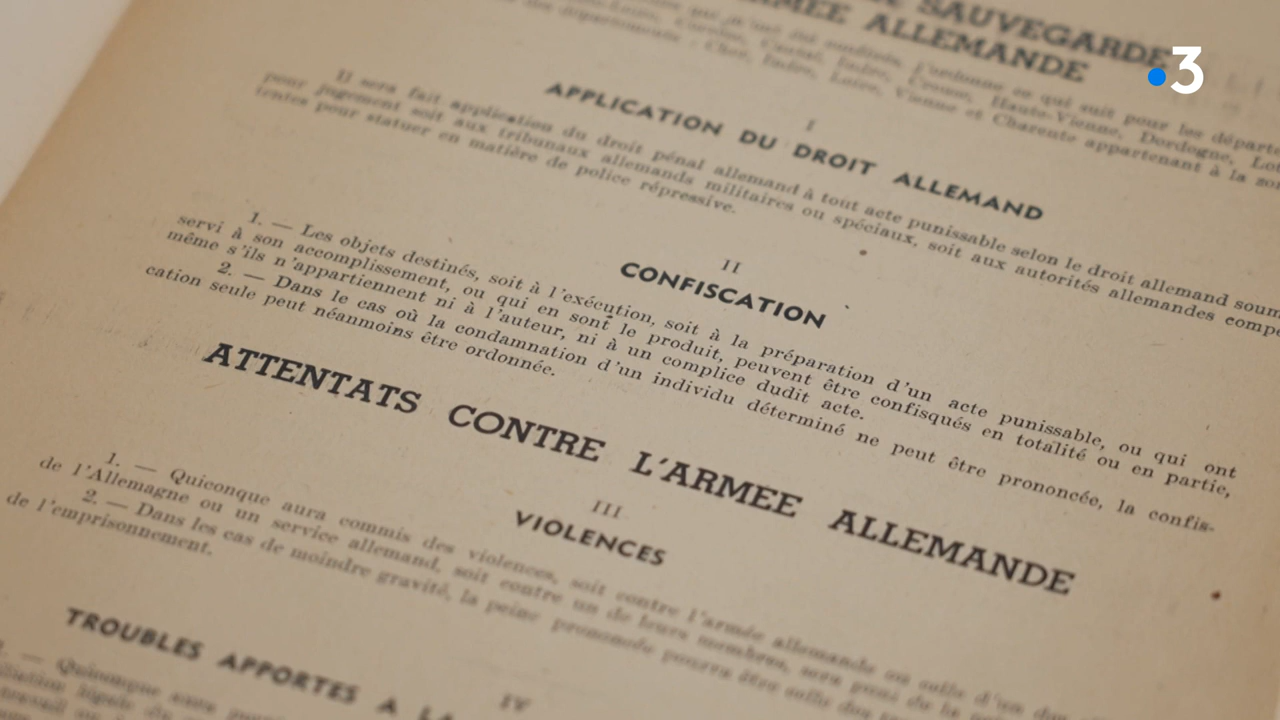 SAUVEGARDE
ARMÉE ALLEMANDE
3
I
APPLICATION DU DROIT ALLEMAND
Il sera fait application du droit pénal allemand à tout acte punissable selon le droit allemand soum
pour jugement soit aux tribunaux allemands militaires ou spéciaux, soit aux autorités allemandes compé
tentes pour statuer en matière de police répressive.
II
CONFISCATION
1. — Les objets destinés, soit à l'exécution, soit à la préparation d'un acte punissable, ou qui ont
servi à son accomplissement, ou qui en sont le produit, peuvent être confisqués en totalité ou en partie,
même s'ils n'appartiennent ni à l'auteur, ni à un complice dudit acte.
2. — Dans le cas où la condamnation d'un individu déterminé ne peut être prononcée, la confis-
cation seule peut néanmoins être ordonnée.
ATTENTATS CONTRE L'ARMEE ALLEMANDE
III
VIOLENCES
1. — Quiconque aura commis des violences, soit contre l'armée allemande ou celle d'un
de l'Allemagne ou un service allemand, soit contre un de leurs membres, sera puni de
2. — Dans les cas de moindre gravité, la peine prononcée pourra être celle des
de l'emprisonnement.
IV
TROUBLES APPORTES A LA
1. — Quiconque aura